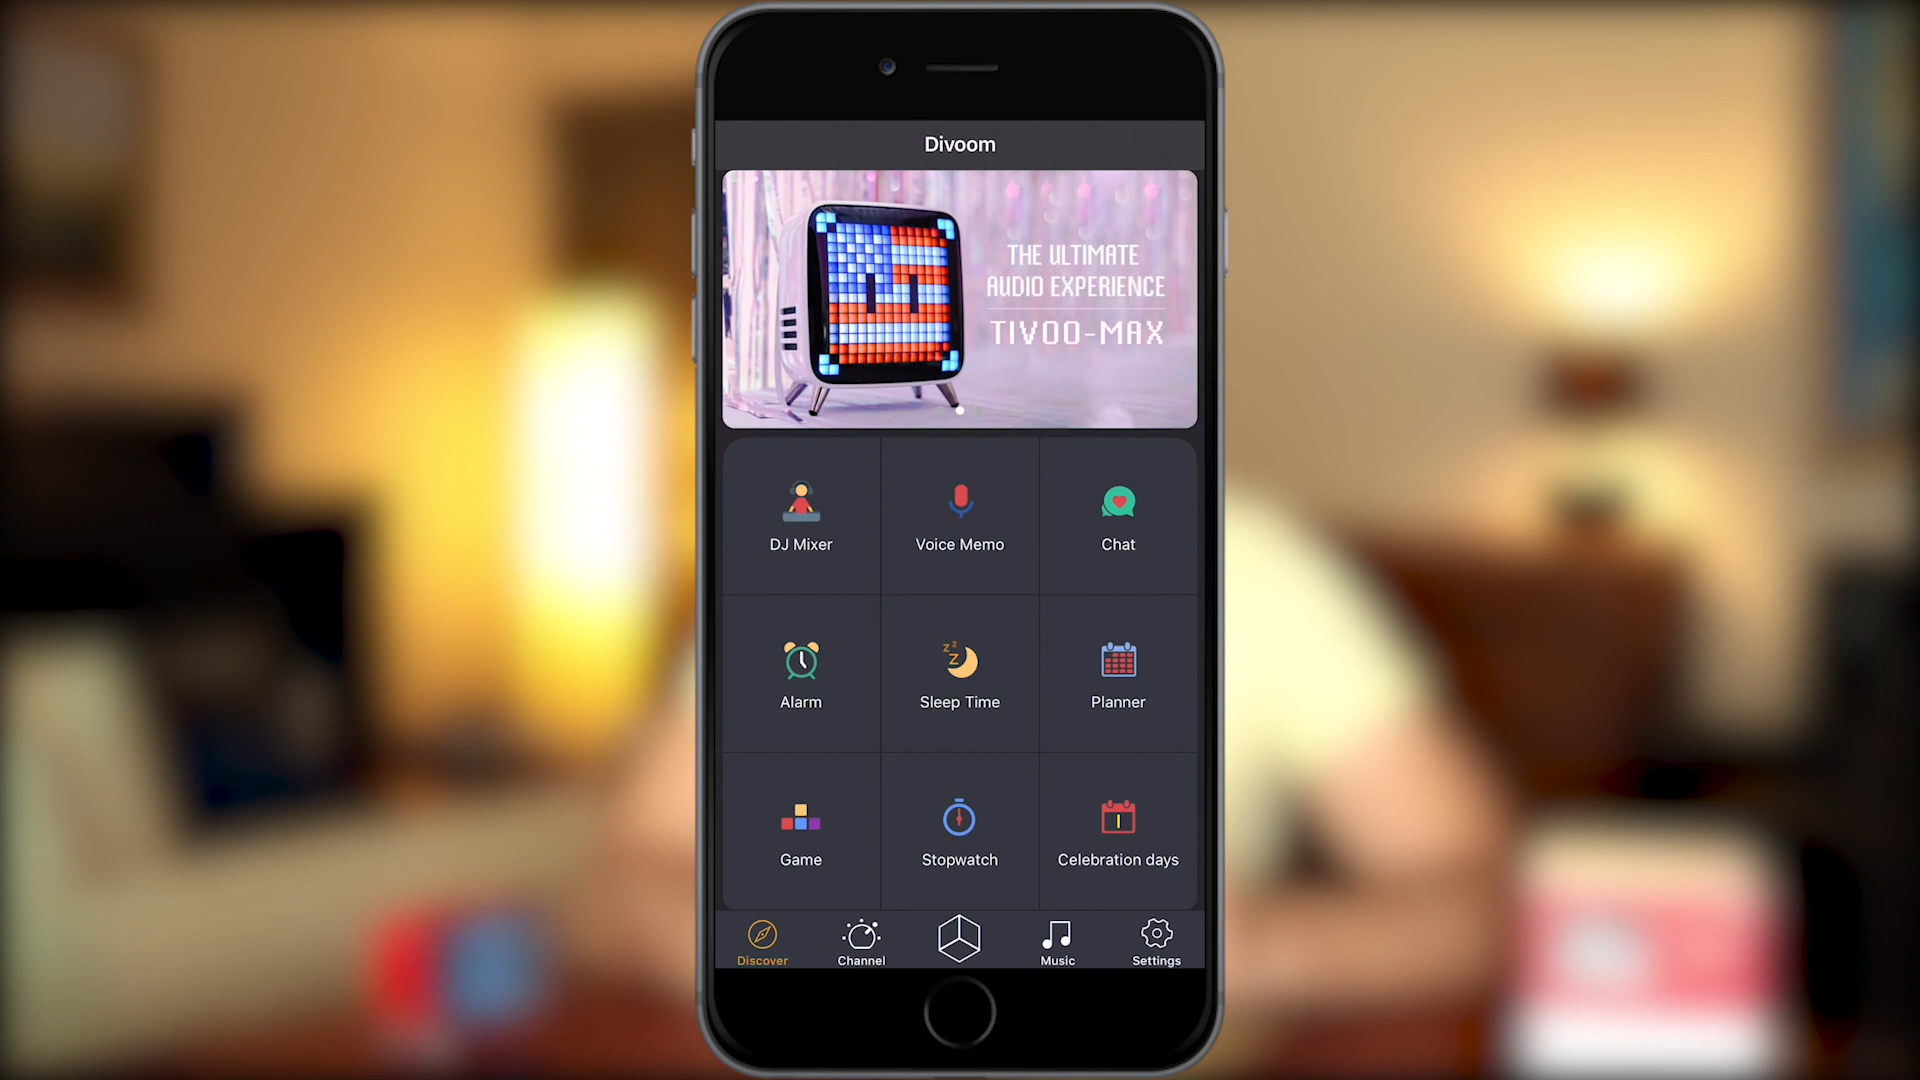 Divoom
THE ULTIMATE
AUDIO EXPERIENCE
TIVOO-MAX
DJ Mixer
Voice Memo
Chat
Alarm
Sleep Time
Planner
Game
Stopwatch
Celebration days
Discover
Channel
Music
Settings